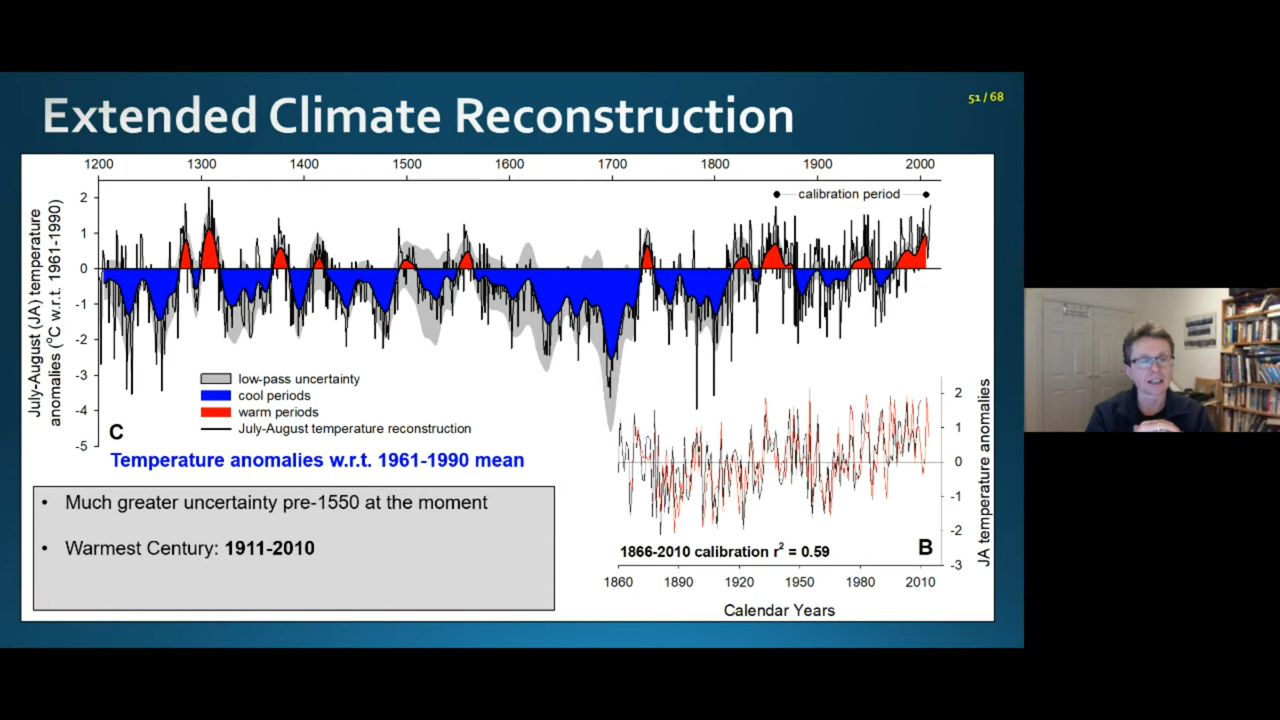 Extended Climate Reconstruction
51 / 68
1200 1300 1400 1500 1600 1700 1800 1900 2000
calibration period
2
1
0
-1
-2
-3
-4
-5
July-August (JA) temperature
anomalies (°C w.r.t. 1961-1990)
low-pass uncertainty
cool periods
warm periods
July-August temperature reconstruction
C
Temperature anomalies w.r.t. 1961-1990 mean
• Much greater uncertainty pre-1550 at the moment
• Warmest Century: 1911-2010
2
1
0
-1
-2
-3
JA temperature anomalies
1866-2010 calibration r² = 0.59
B
1860 1890 1920 1950 1980 2010
Calendar Years